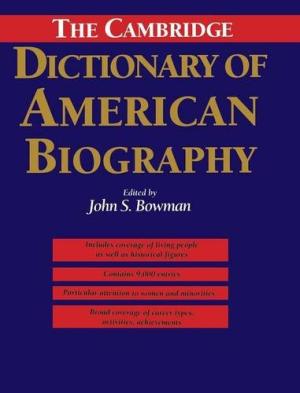 THE CAMBRIDGE
DICTIONARY OF
AMERICAN
BIOGRAPHY
Edited by
John S. Bowman
Includes coverage of living people
as well as historical figures
Contains 9,000 entries
Particular attention to women and minorities
Broad coverage of career types,
activities, achievements